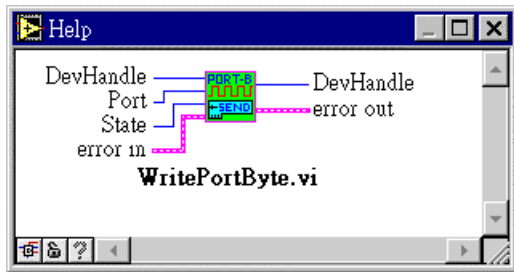 Help
DevHandle
Port
State
error in
PORT-B
SEND
DevHandle
error out
WritePortByte.vi
?